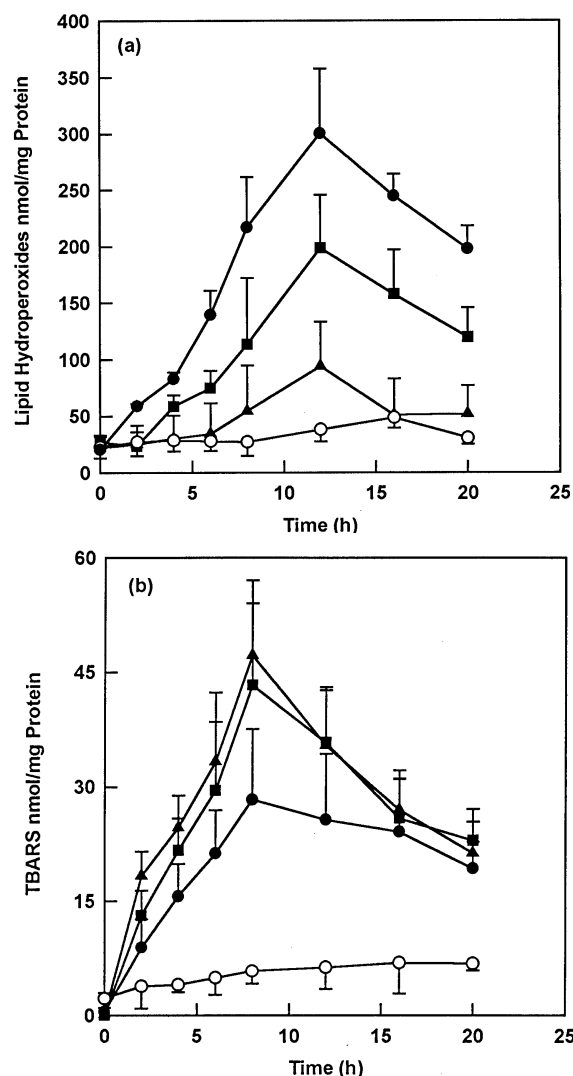 (a)
400
350
300
250
200
150
100
50
0
Lipid Hydroperoxides nmol/mg Protein
0 5 10 15 20 25
Time (h)
(b)
60
45
30
15
0
TBARS nmol/mg Protein
0 5 10 15 20 25
Time (h)